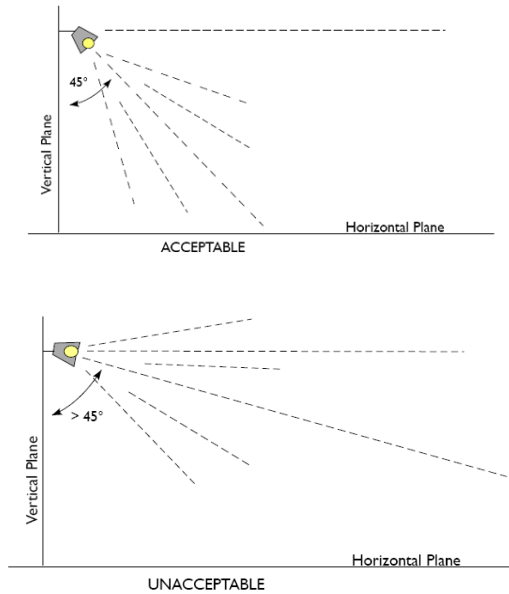 45°
Vertical Plane
Horizontal Plane
ACCEPTABLE
> 45°
Vertical Plane
Horizontal Plane
UNACCEPTABLE